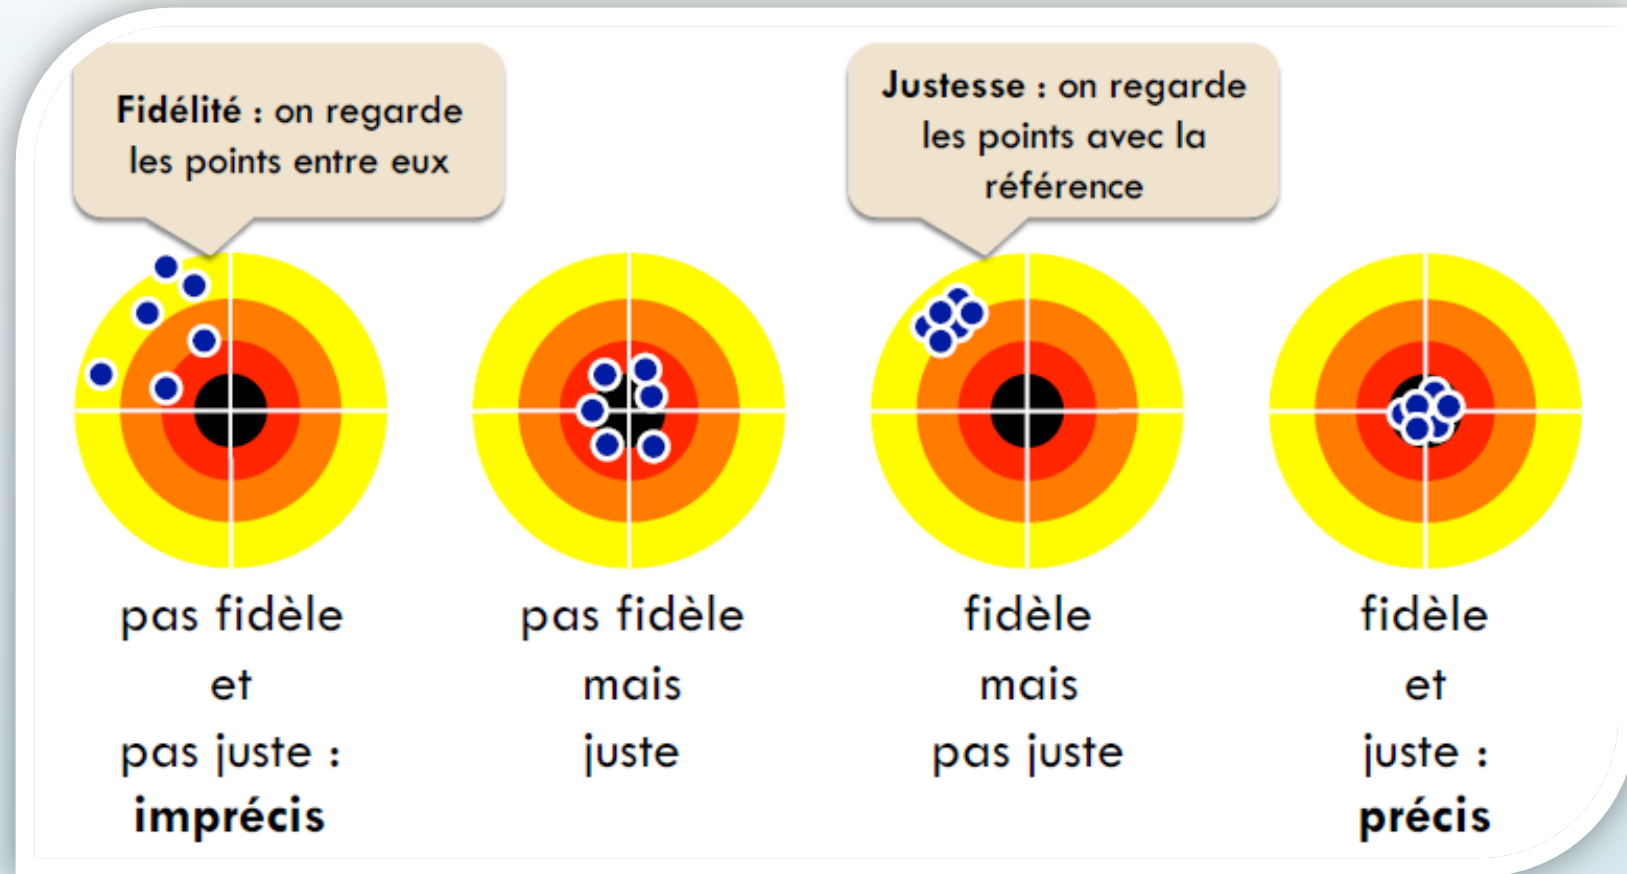 Fidélité : on regarde
les points entre eux
Justesse : on regarde
les points avec la
référence
pas fidèle
et
pas juste :
imprécis
pas fidèle
mais
juste
fidèle
mais
pas juste
fidèle
et
juste :
précis